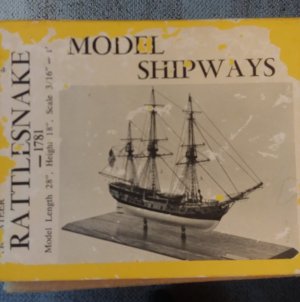 MODEL
SHIPWAYS
RATTLESNAKE
—1781
Model Length 28", Height 18", Scale 3/16" = 1'